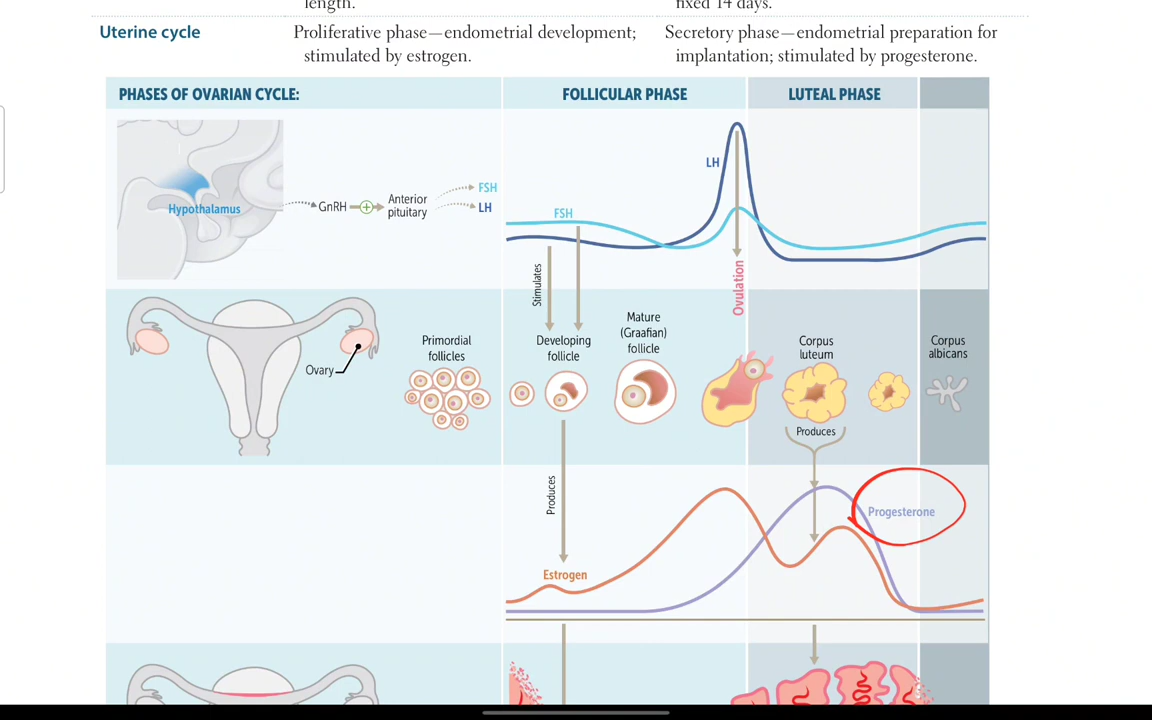 length.
fixed 14 days.
Uterine cycle
Proliferative phase—endometrial development;
stimulated by estrogen.
Secretory phase—endometrial preparation for
implantation; stimulated by progesterone.
PHASES OF OVARIAN CYCLE:
FOLLICULAR PHASE
LUTEAL PHASE
LH
Hypothalamus
GnRH
+
Anterior
pituitary
FSH
LH
FSH
Stimulates
Ovulation
Ovary
Primordial
follicles
Developing
follicle
Mature
(Graafian)
follicle
Corpus
luteum
Corpus
albicans
Produces
Produces
Progesterone
Estrogen